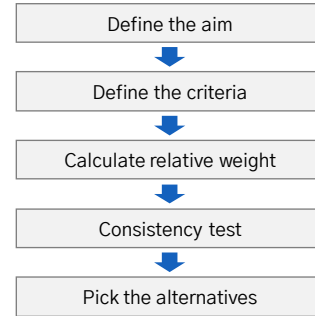 Define the aim
Define the criteria
Calculate relative weight
Consistency test
Pick the alternatives